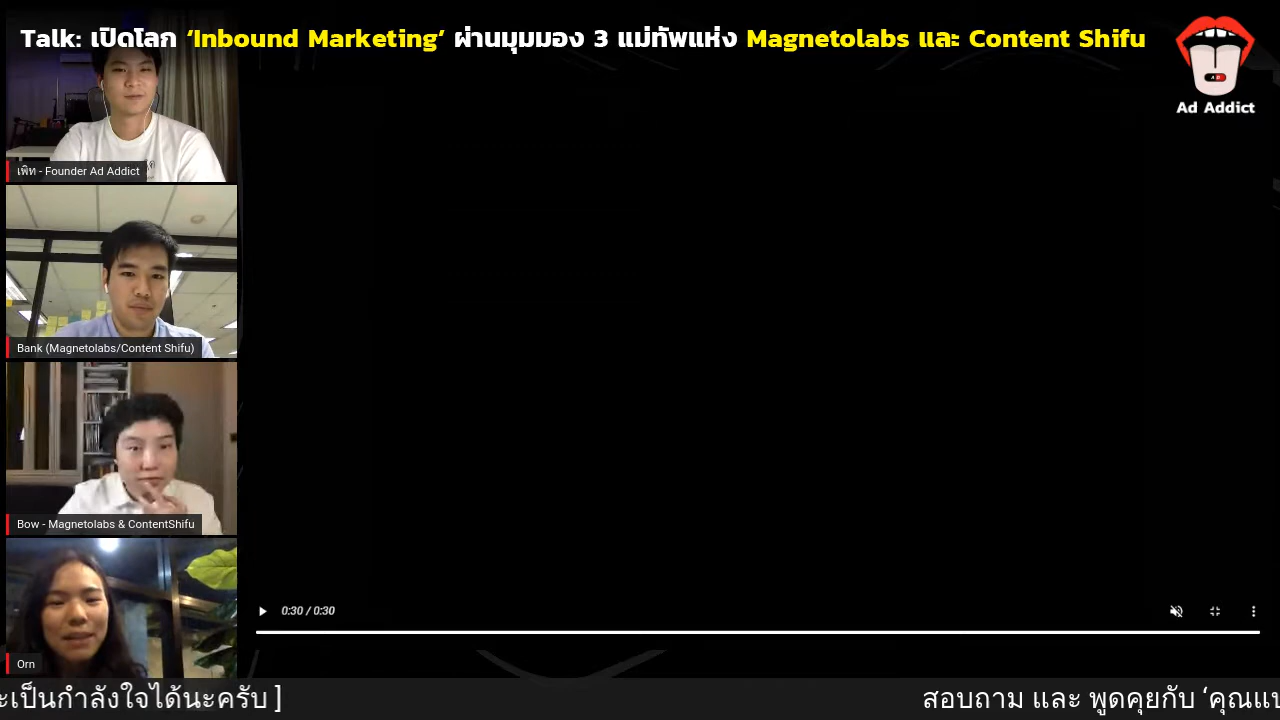 Talk: เปิดโลก ‘Inbound Marketing’ ผ่านมุมมอง 3 แม่ทัพแห่ง Magnetolabs และ Content Shifu
Ad Addict
เพิท - Founder Ad Addict
Bank (Magnetolabs/Content Shifu)
Bow - Magnetolabs & ContentShifu
0:30 / 0:30
Orn
ะเป็นกำลังใจได้นะครับ ] สอบถาม และ พูดคุยกับ ‘คุณแบ